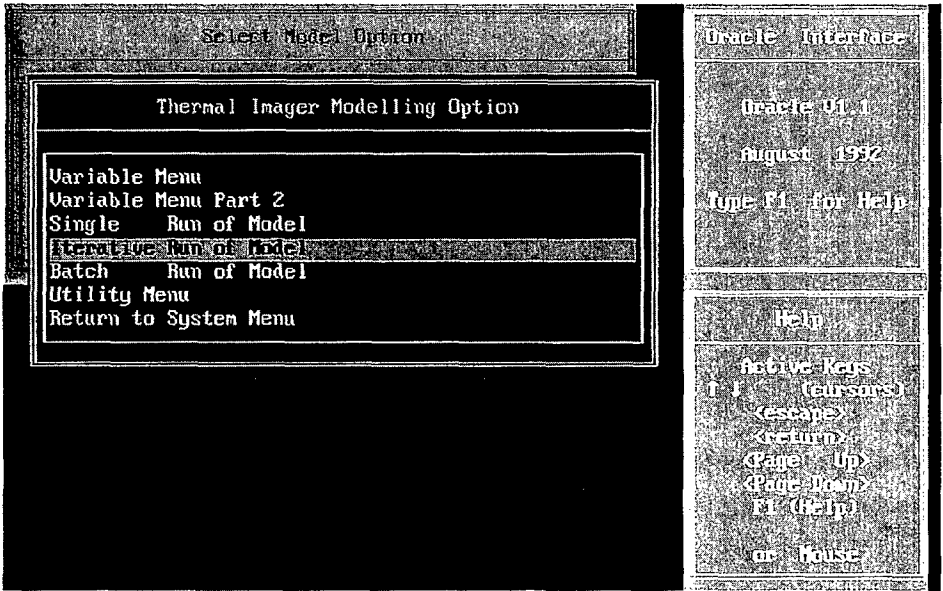 Select Model Option
Thermal Imager Modelling Option
Variable Menu
Variable Menu Part 2
Single Run of Model
Iterative Run of Model
Batch Run of Model
Utility Menu
Return to System Menu
Oracle Interface
Oracle V1.1
August 1992
Type F1 for Help
Help
Active Keys
↑ ↓ (cursors)
<escape>
<return>
<Page Up>
<Page Down>
F1 (Help)
or Mouse